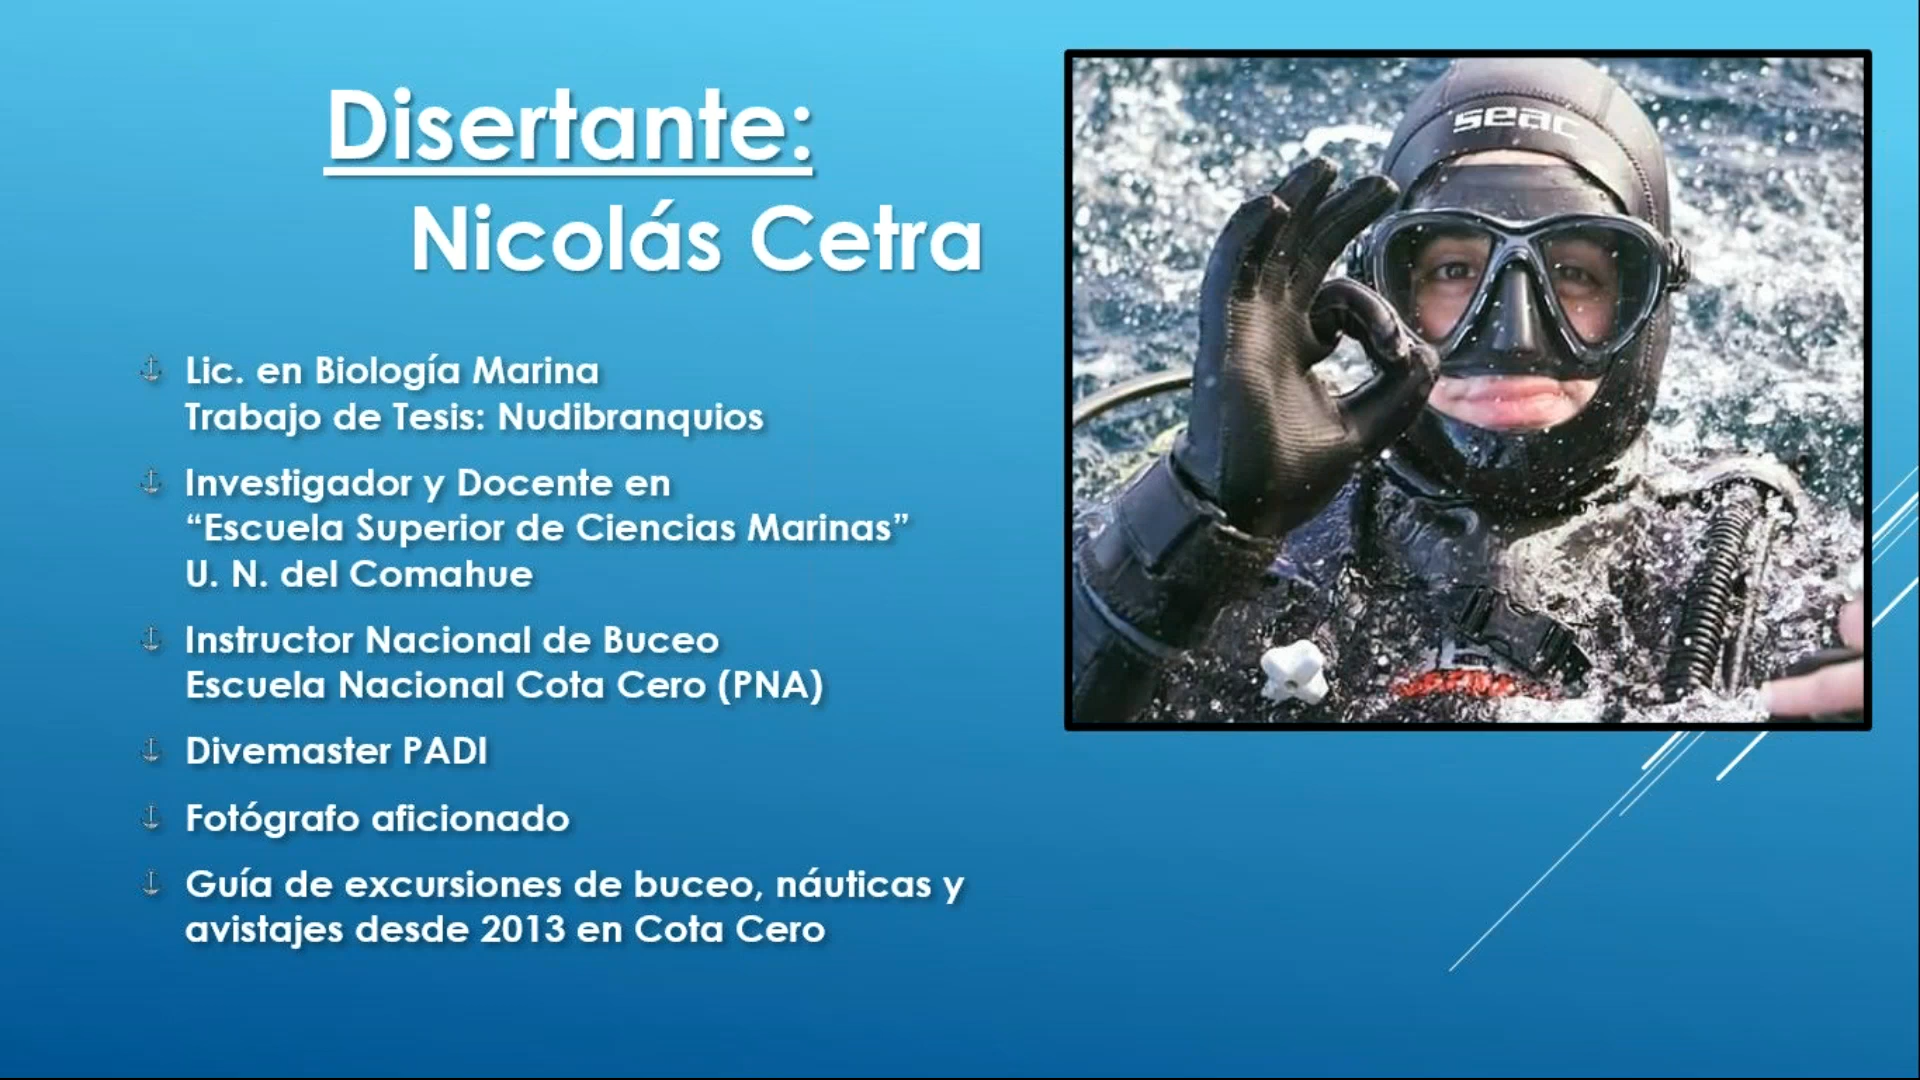 Disertante:
Nicolás Cetra
Lic. en Biología Marina
Trabajo de Tesis: Nudibranquios
Investigador y Docente en
“Escuela Superior de Ciencias Marinas”
U. N. del Comahue
Instructor Nacional de Buceo
Escuela Nacional Cota Cero (PNA)
Divemaster PADI
Fotógrafo aficionado
Guía de excursiones de buceo, náuticas y
avistajes desde 2013 en Cota Cero
seac